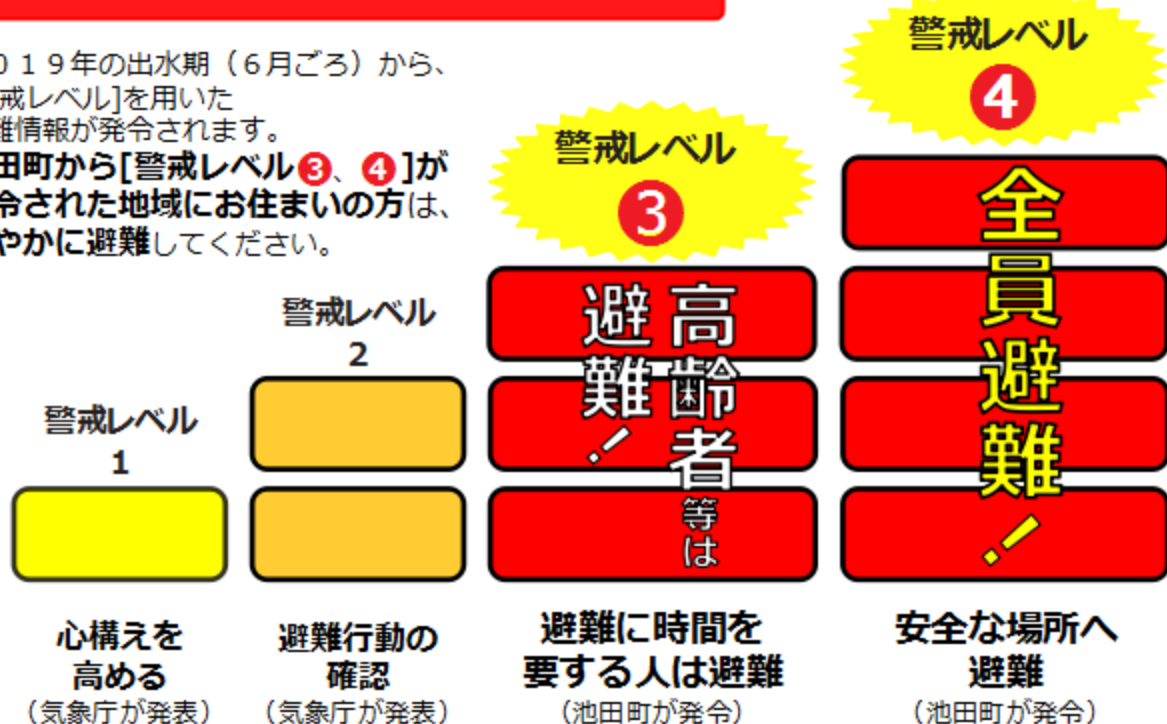 ０１９年の出水期（６月ごろ）から、
戒レベル]を用いた
難情報が発令されます。
田町から[警戒レベル❸、❹]が
令された地域にお住まいの方は、
やかに避難してください。
警戒レベル
1
心構えを
高める
（気象庁が発表）
警戒レベル
2
避難行動の
確認
（気象庁が発表）
警戒レベル
3
高齢者等は
避難！
避難に時間を
要する人は避難
（池田町が発令）
警戒レベル
4
全員避難！
安全な場所へ
避難
（池田町が発令）